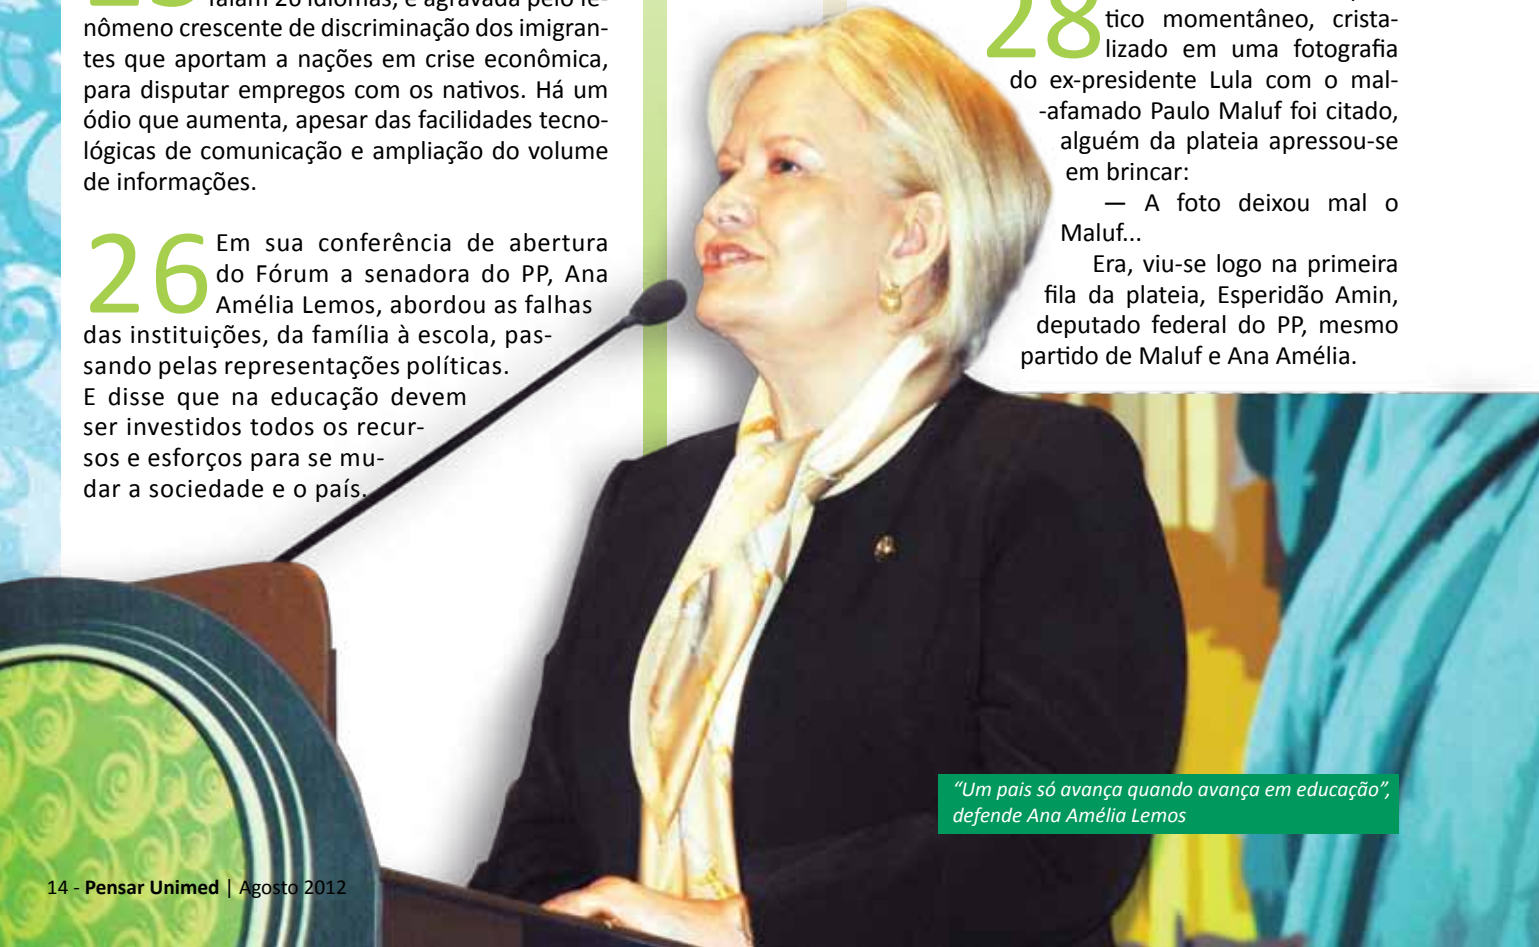 falam 26 idiomas, é agravada pelo fe-
nômeno crescente de discriminação dos imigran-
tes que aportam a nações em crise econômica,
para disputar empregos com os nativos. Há um
ódio que aumenta, apesar das facilidades tecno-
lógicas de comunicação e ampliação do volume
de informações.
26 Em sua conferência de abertura
do Fórum a senadora do PP, Ana
Amélia Lemos, abordou as falhas
das instituições, da família à escola, pas-
sando pelas representações políticas.
E disse que na educação devem
ser investidos todos os recur-
sos e esforços para se mu-
dar a sociedade e o país.
28 tico momentâneo, crista-
lizado em uma fotografia
do ex-presidente Lula com o mal-
-afamado Paulo Maluf foi citado,
alguém da plateia apressou-se
em brincar:
— A foto deixou mal o
Maluf...
Era, viu-se logo na primeira
fila da plateia, Esperidão Amin,
deputado federal do PP, mesmo
partido de Maluf e Ana Amélia.
“Um pais só avança quando avança em educação”,
defende Ana Amélia Lemos
14 - Pensar Unimed | Agosto 2012